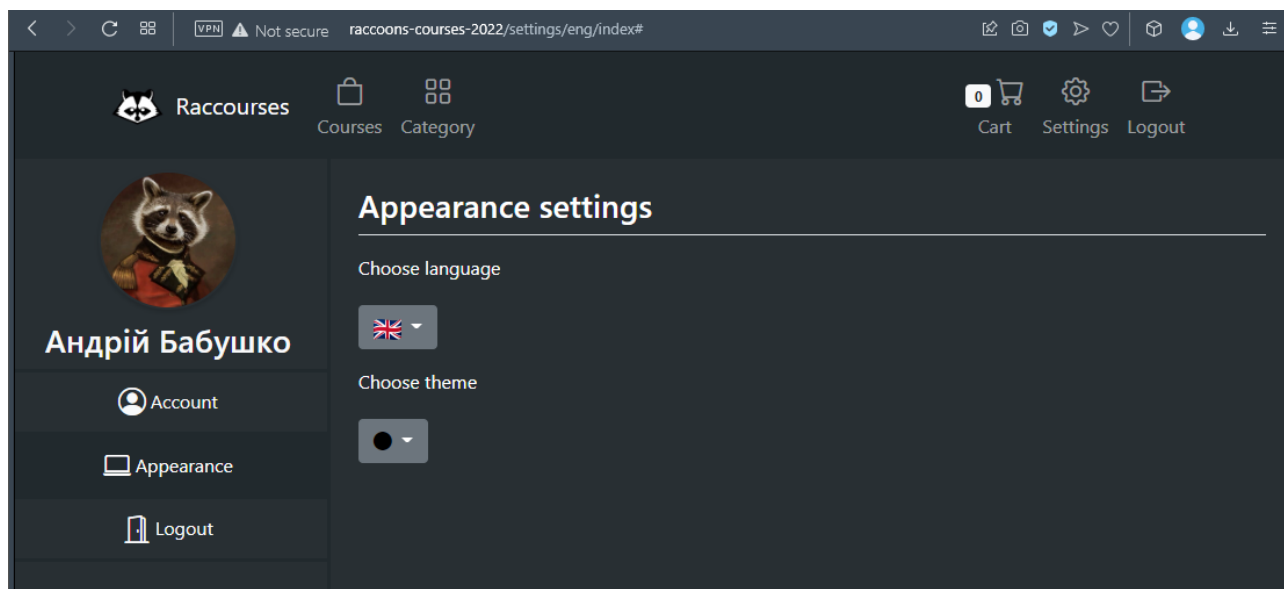 VPN Not secure raccoons-courses-2022/settings/eng/index#
Raccourses
Courses Category
0
Cart Settings Logout
Appearance settings
Choose language
Андрій Бабушко
Choose theme
Account
Appearance
Logout